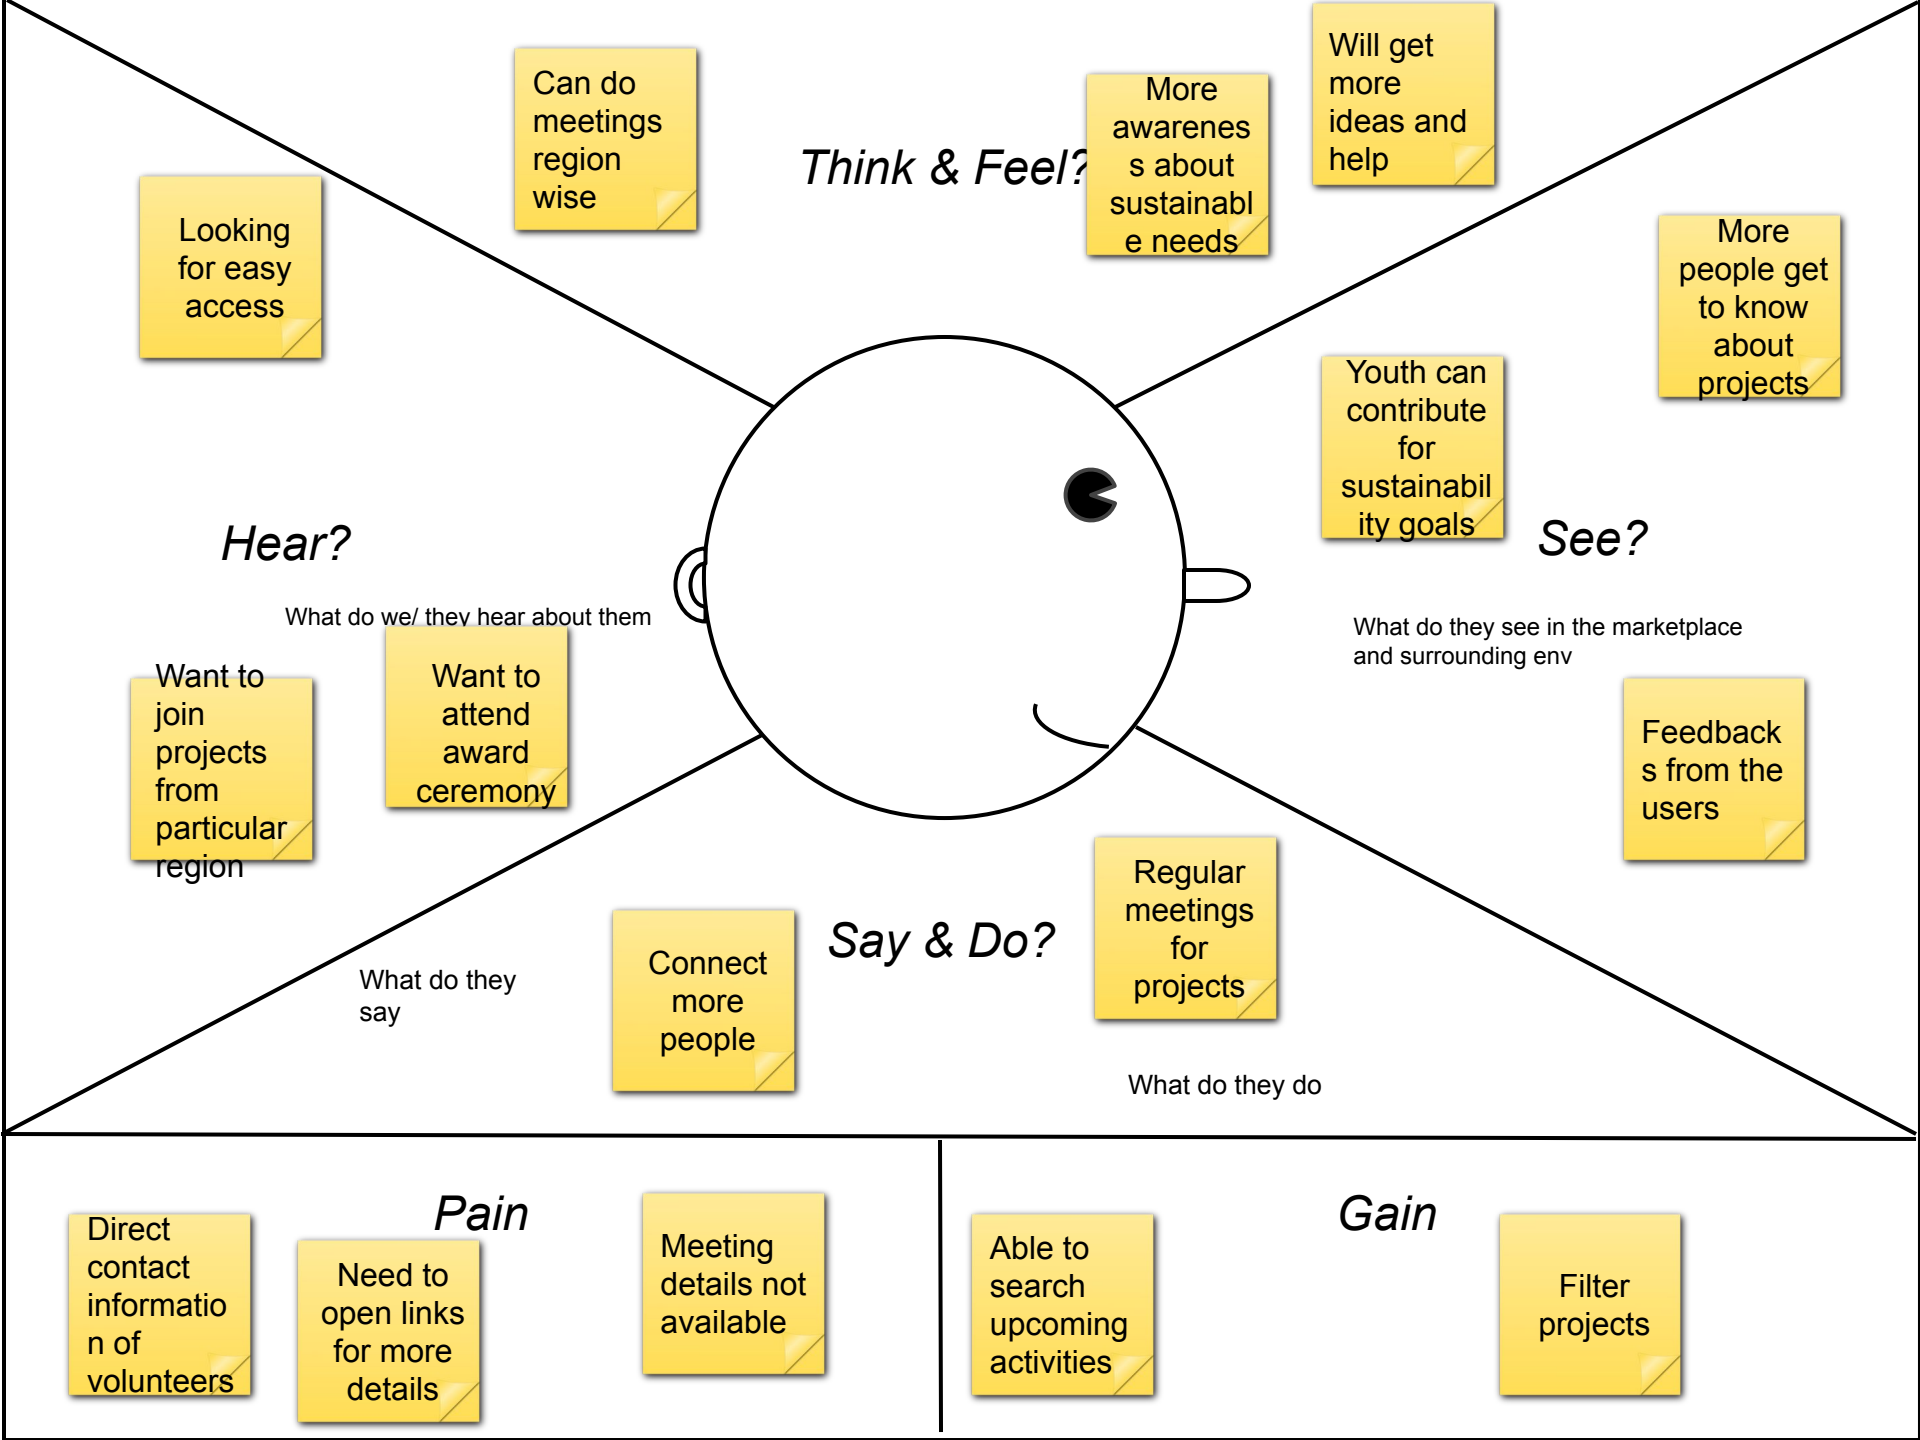 Can do
meetings
region
wise
Think & Feel?
More
awarenes
s about
sustainabl
e needs
Will get
more
ideas and
help
Looking
for easy
access
Hear?
What do we/ they hear about them
Want to
join
projects
from
particular
region
Want to
attend
award
ceremony
More
people get
to know
about
projects
Youth can
contribute
for
sustainabil
ity goals
See?
What do they see in the marketplace
and surrounding env
Feedback
s from the
users
Say & Do?
What do they
say
Connect
more
people
Regular
meetings
for
projects
What do they do
Pain
Direct
contact
informatio
n of
volunteers
Need to
open links
for more
details
Meeting
details not
available
Gain
Able to
search
upcoming
activities
Filter
projects